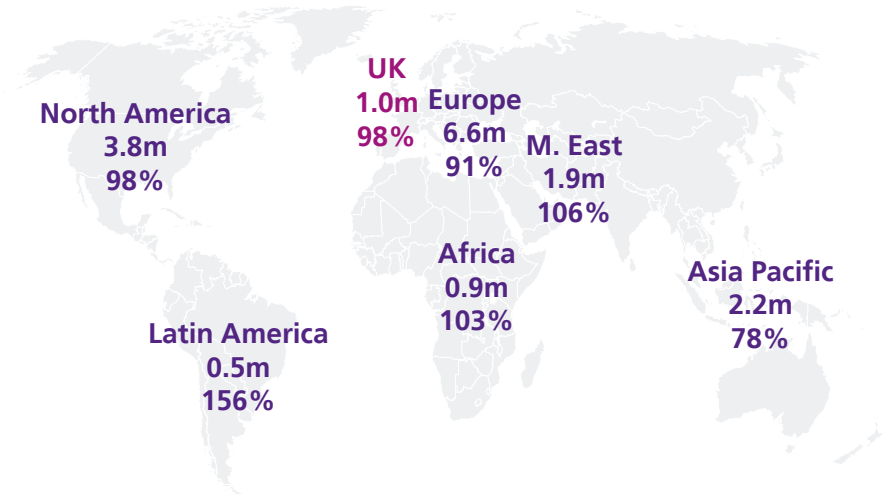 UK
1.0m
98%
Europe
6.6m
91%
North America
3.8m
98%
M. East
1.9m
106%
Africa
0.9m
103%
Asia Pacific
2.2m
78%
Latin America
0.5m
156%